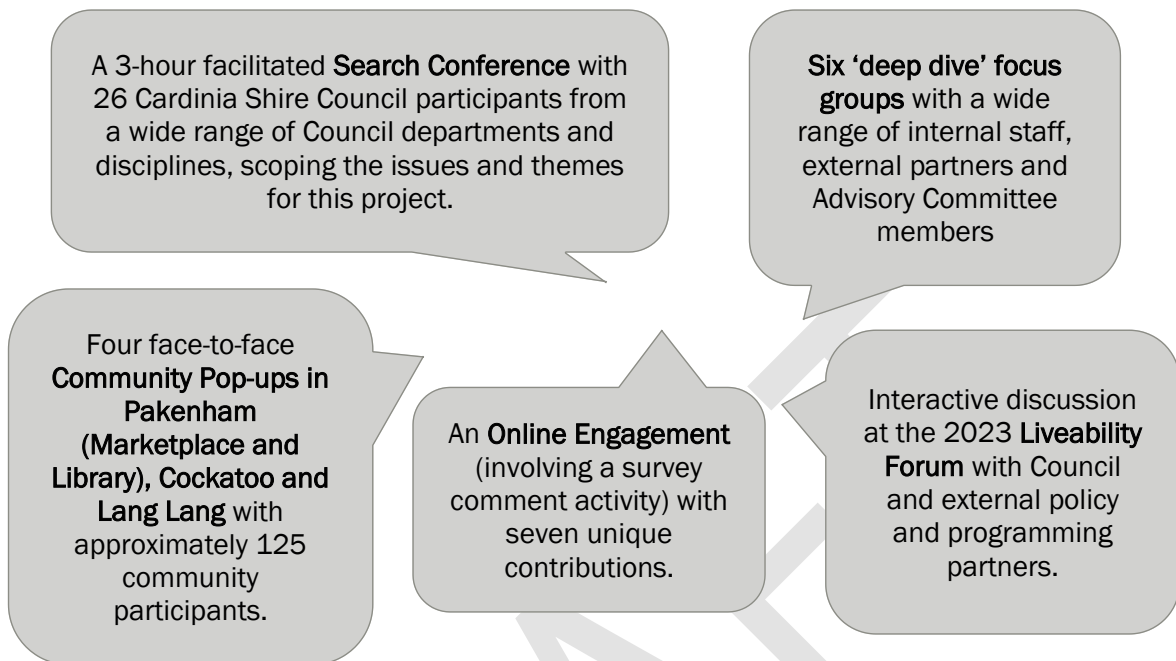 A 3-hour facilitated Search Conference with
26 Cardinia Shire Council participants from
a wide range of Council departments and
disciplines, scoping the issues and themes
for this project.
Six ‘deep dive’ focus
groups with a wide
range of internal staff,
external partners and
Advisory Committee
members
Four face-to-face
Community Pop-ups in
Pakenham
(Marketplace and
Library), Cockatoo and
Lang Lang with
approximately 125
community
participants.
An Online Engagement
(involving a survey
comment activity) with
seven unique
contributions.
Interactive discussion
at the 2023 Liveability
Forum with Council
and external policy
and programming
partners.